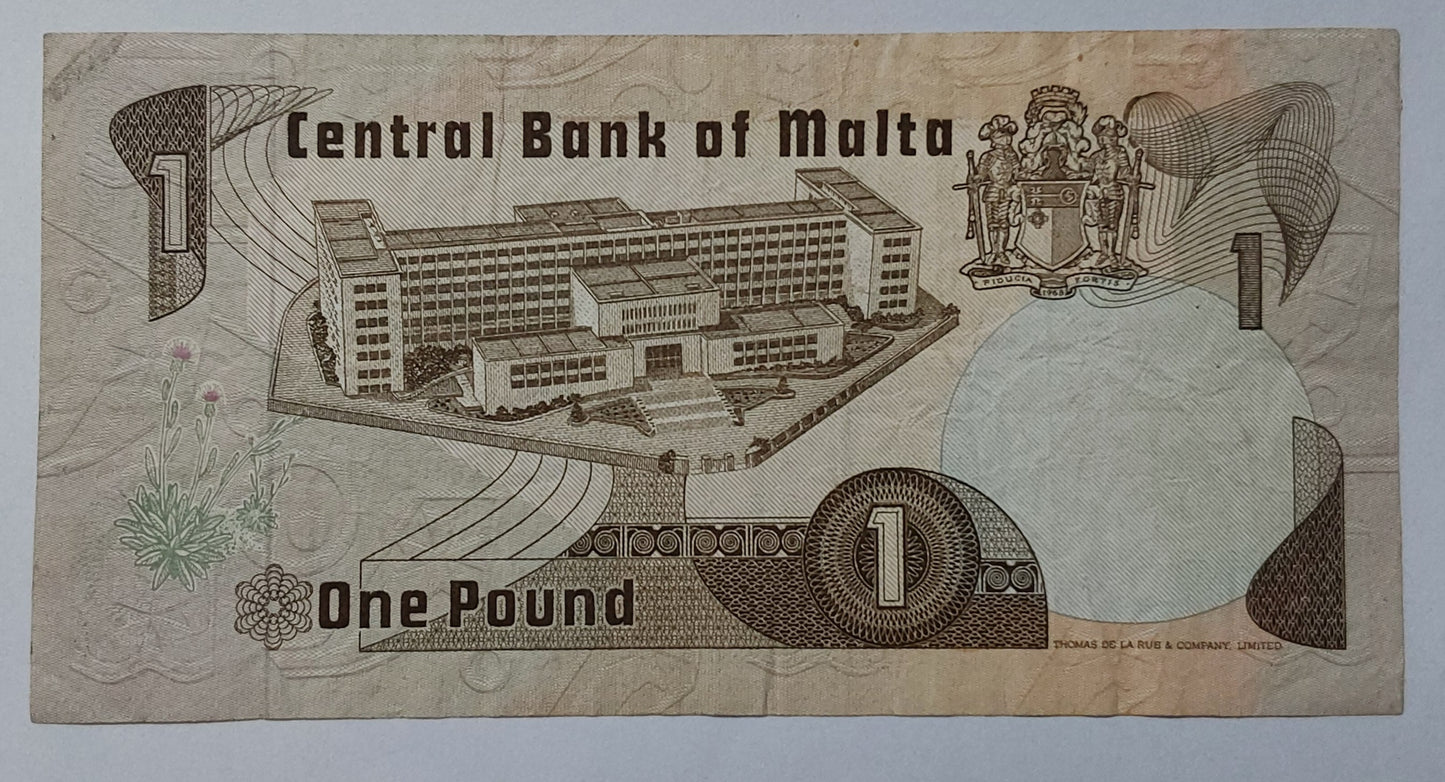 1
Central Bank of Malta
FIDUCIA 1968 FORTIS
1
1
One Pound
THOMAS DE LA RUE & COMPANY, LIMITED